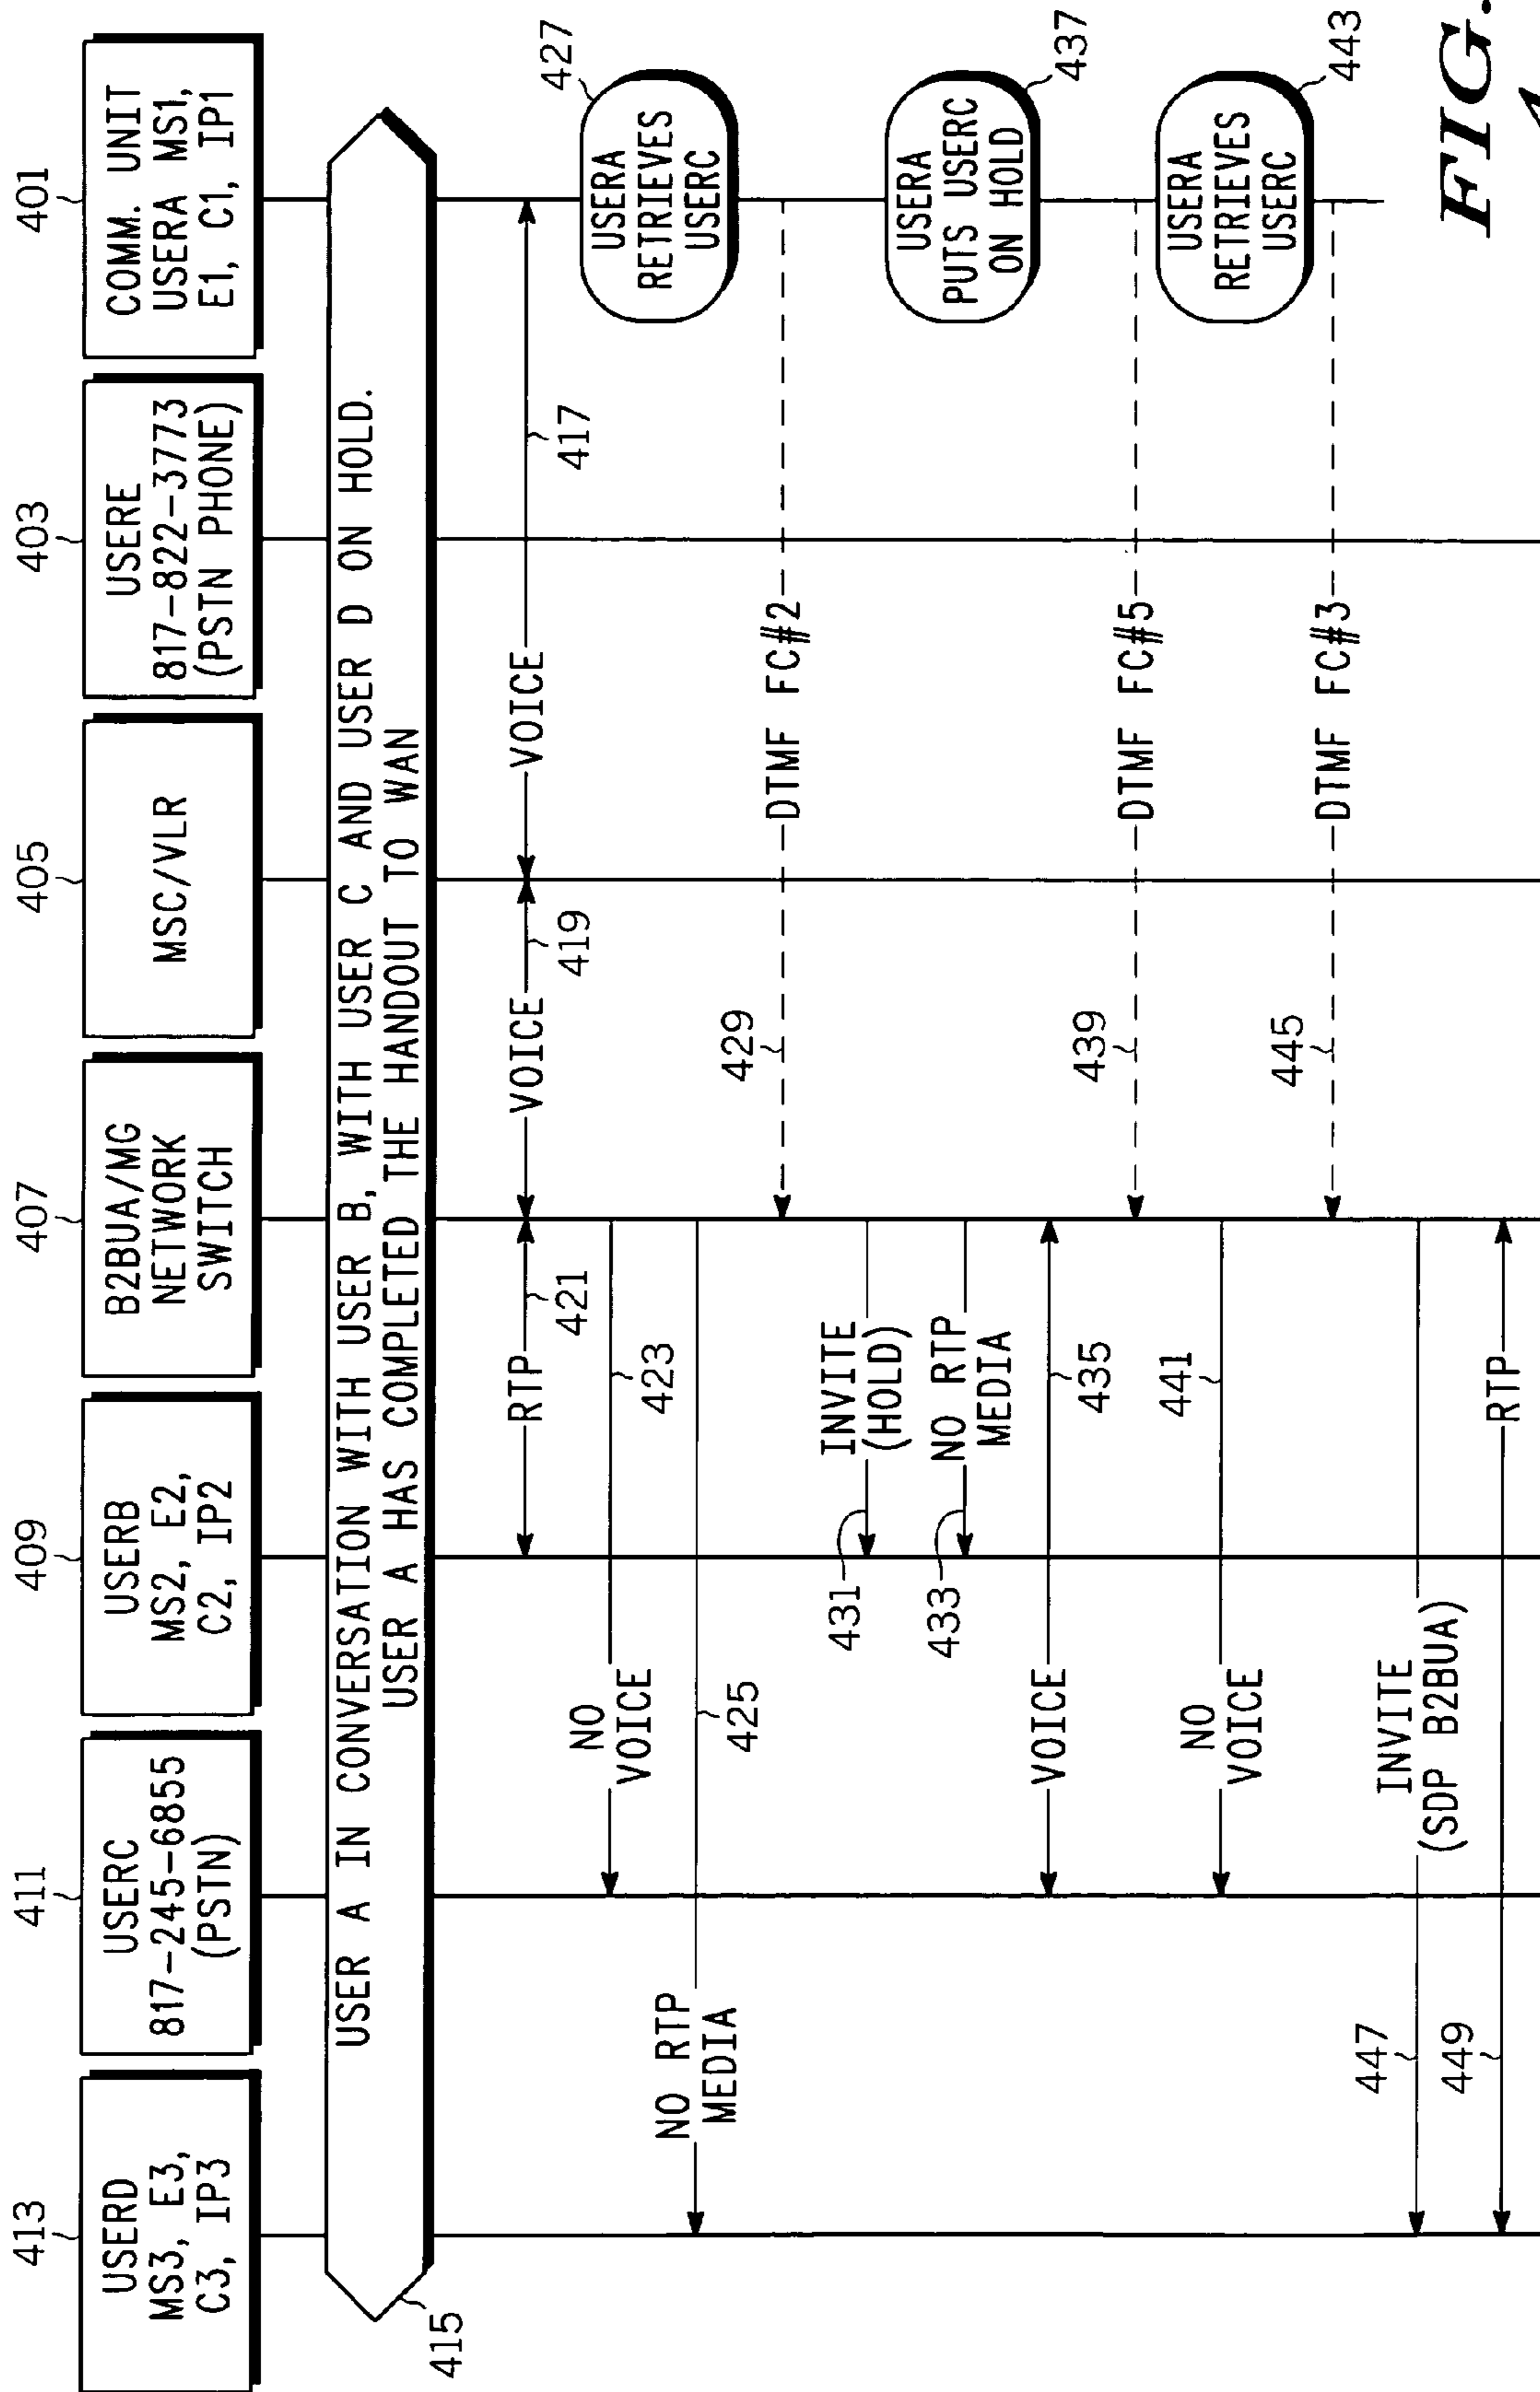 413
411
409
407
405
403
401
USERD
MS3, E3,
C3, IP3
USERC
817-245-6855
(PSTN)
USERB
MS2, E2,
C2, IP2
B2BUA/MG
NETWORK
SWITCH
MSC/VLR
USERE
817-822-3773
(PSTN PHONE)
COMM. UNIT
USERA MS1,
E1, C1, IP1
USER A IN CONVERSATION WITH USER B, WITH USER C AND USER D ON HOLD.
USER A HAS COMPLETED THE HANDOUT TO WAN
415
RTP
421
VOICE
419
VOICE
417
NO
VOICE
423
NO RTP
MEDIA
425
427
USERA
RETRIEVES
USERC
429
DTMF FC#2
431
INVITE
(HOLD)
433
NO RTP
MEDIA
VOICE
435
USERA
PUTS USERC
ON HOLD
437
439
DTMF FC#5
NO
VOICE
441
USERA
RETRIEVES
USERC
443
445
DTMF FC#3
447
INVITE
(SDP B2BUA)
449
RTP
FIG.
4